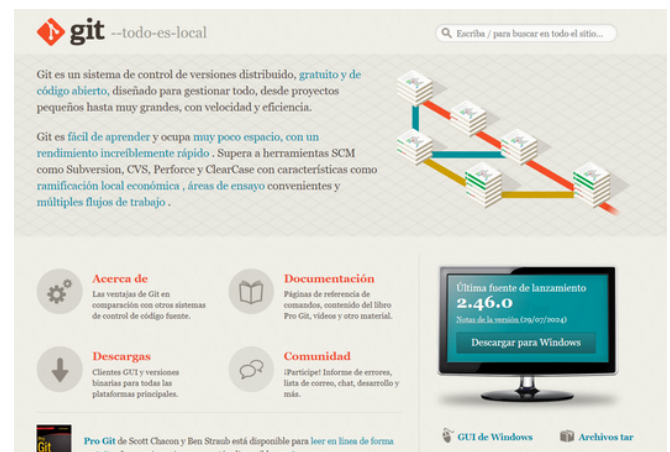 git --todo-es-local
Escriba / para buscar en todo el sitio...
Git es un sistema de control de versiones distribuido, gratuito y de
código abierto, diseñado para gestionar todo, desde proyectos
pequeños hasta muy grandes, con velocidad y eficiencia.
Git es fácil de aprender y ocupa muy poco espacio, con un
rendimiento increíblemente rápido . Supera a herramientas SCM
como Subversion, CVS, Perforce y ClearCase con características como
ramificación local económica , áreas de ensayo convenientes y
múltiples flujos de trabajo .
Acerca de
Las ventajas de Git en
comparación con otros sistemas
de control de código fuente.
Documentación
Páginas de referencia de
comandos, contenido del libro
Pro Git, videos y otro material.
Descargas
Clientes GUI y versiones
binarias para todas las
plataformas principales.
Comunidad
¡Participe! Informe de errores,
lista de correo, chat, desarrollo y
más.
Última fuente de lanzamiento
2.46.0
Notas de la versión (29/07/2024)
Descargar para Windows
GUI de Windows
Archivos tar
Pro Git de Scott Chacon y Ben Straub está disponible para leer en línea de forma